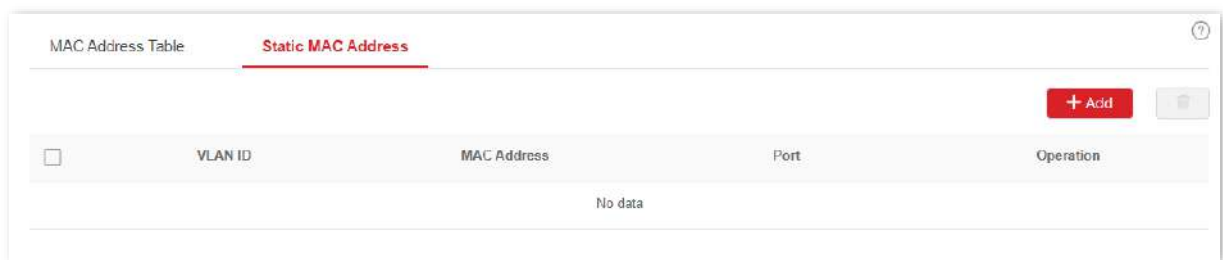 MAC Address Table Static MAC Address ?
+ Add
VLAN ID MAC Address Port Operation
No data